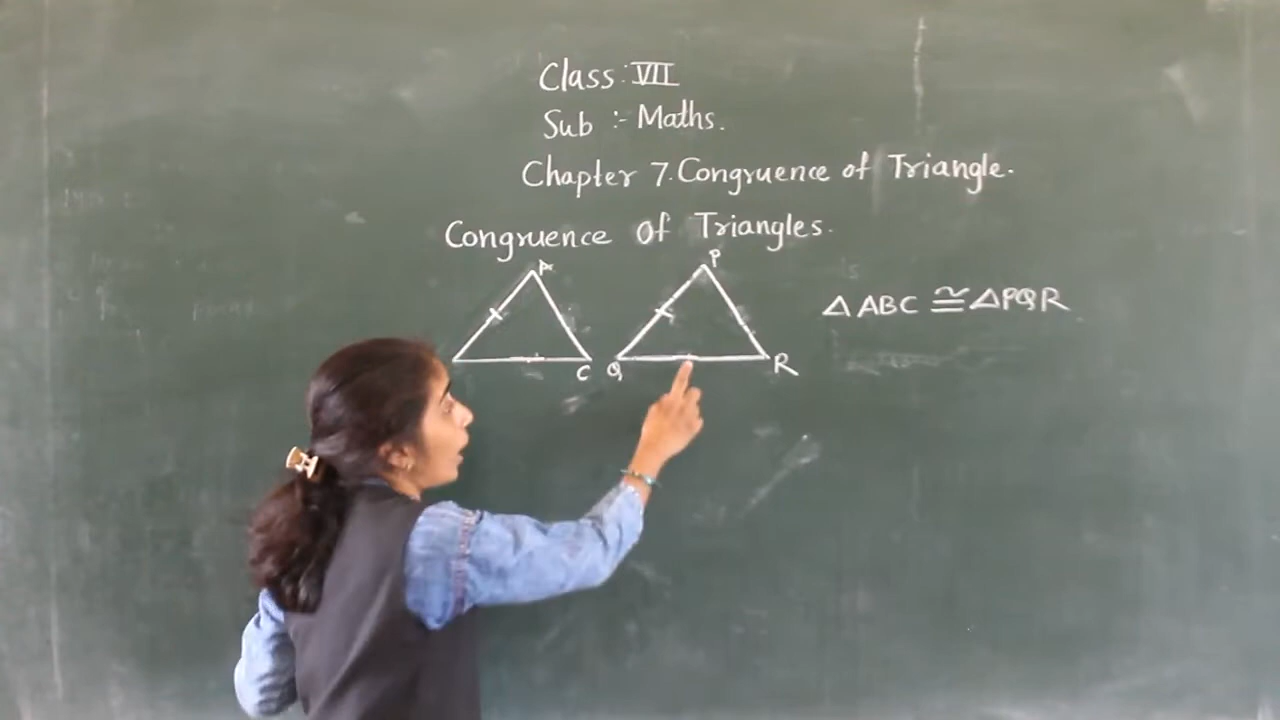 Class : VII
Sub :- Maths.
Chapter 7. Congruence of Triangle.
Congruence of Triangles.
A P
△ABC ≅ △PQR
C Q R